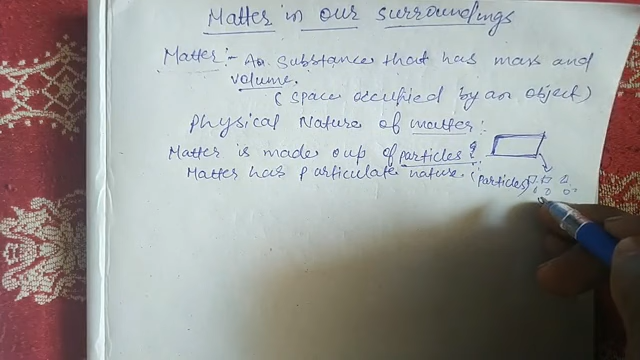 Matter in our surroundings
Matter:- An substance that has mass and
volume.
(space occupied by an object)
Physical Nature of matter:
Matter is made oup of particles
Matter has particulate nature (particles)